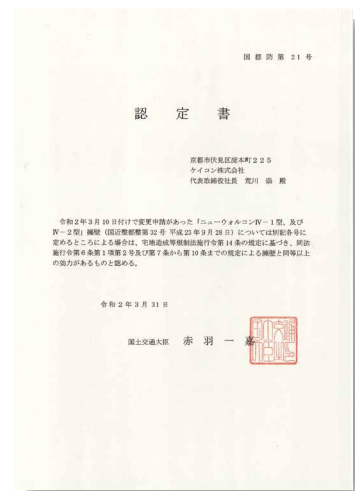 国都防第21号
認定書
京都市伏見区淀本町225
ケイコン株式会社
代表取締役社長 荒川 崇 殿
令和2年3月10日付けで変更申請があった「ニューウォルコンⅣ－1型、及び
Ⅳ－2型」擁壁（国近整都整第32号 平成23年9月28日）については別記各号に
定めるところによる場合は、宅地造成等規制法施行令第14条の規定に基づき、同法
施行令第6条第1項第2号及び第7条から第10条までの規定による擁壁と同等以上
の効力があるものと認める。
令和2年3月31日
国土交通大臣 赤羽一嘉